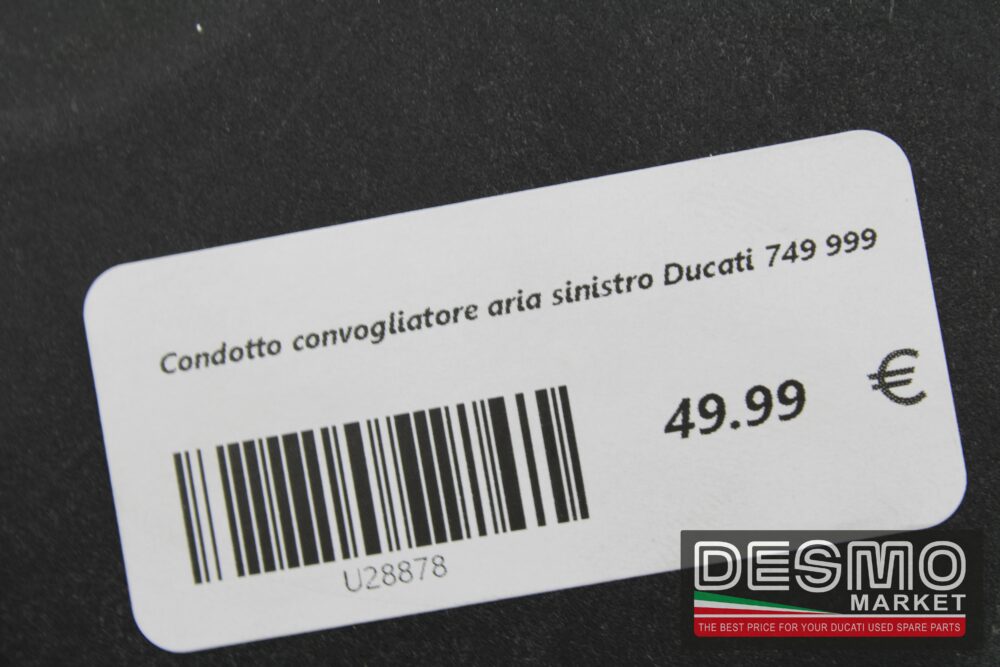 Condotto convogliatore aria sinistro Ducati 749 999
49.99 €
U28878
DESMO
MARKET
THE BEST PRICE FOR YOUR DUCATI USED SPARE PARTS